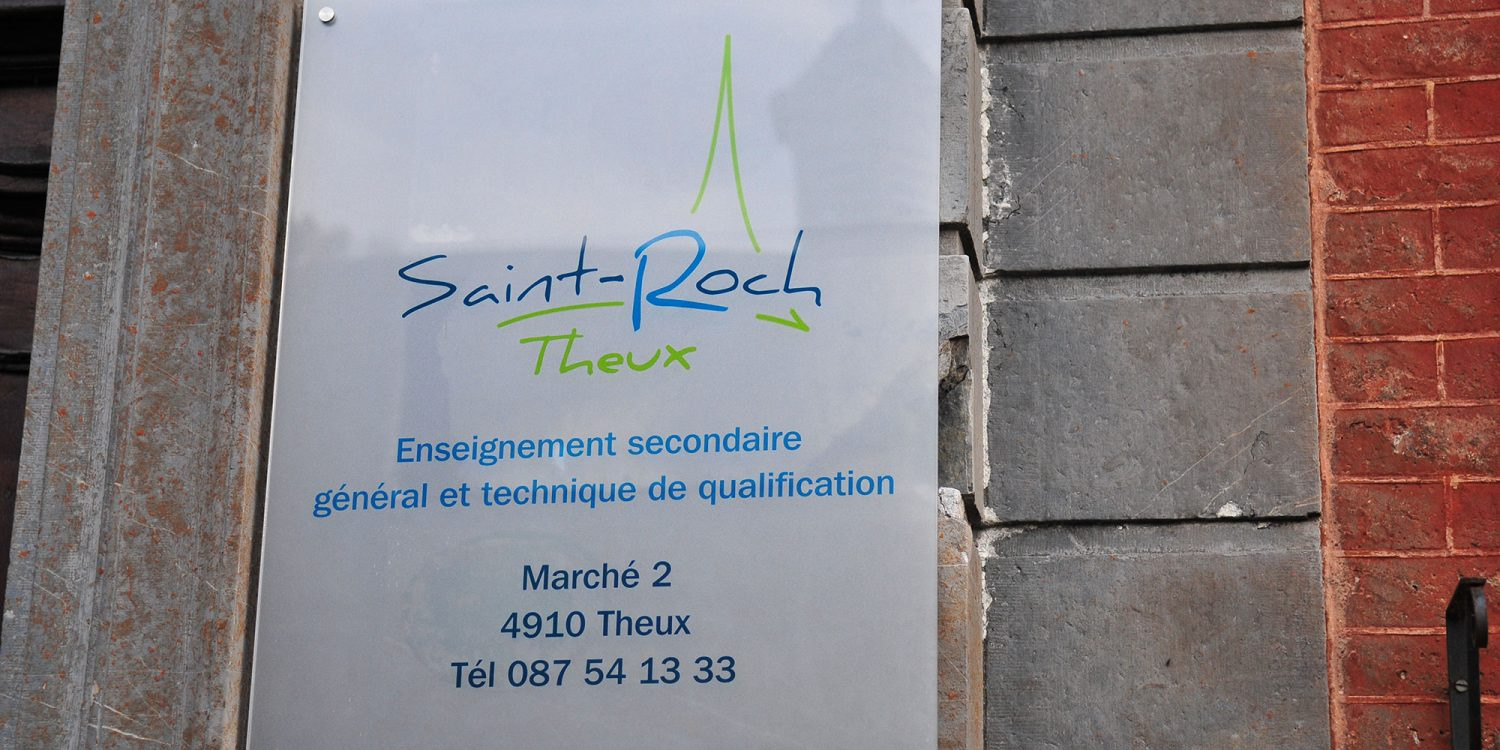 Saint-Roch
Theux
Enseignement secondaire
général et technique de qualification
Marché 2
4910 Theux
Tél 087 54 13 33